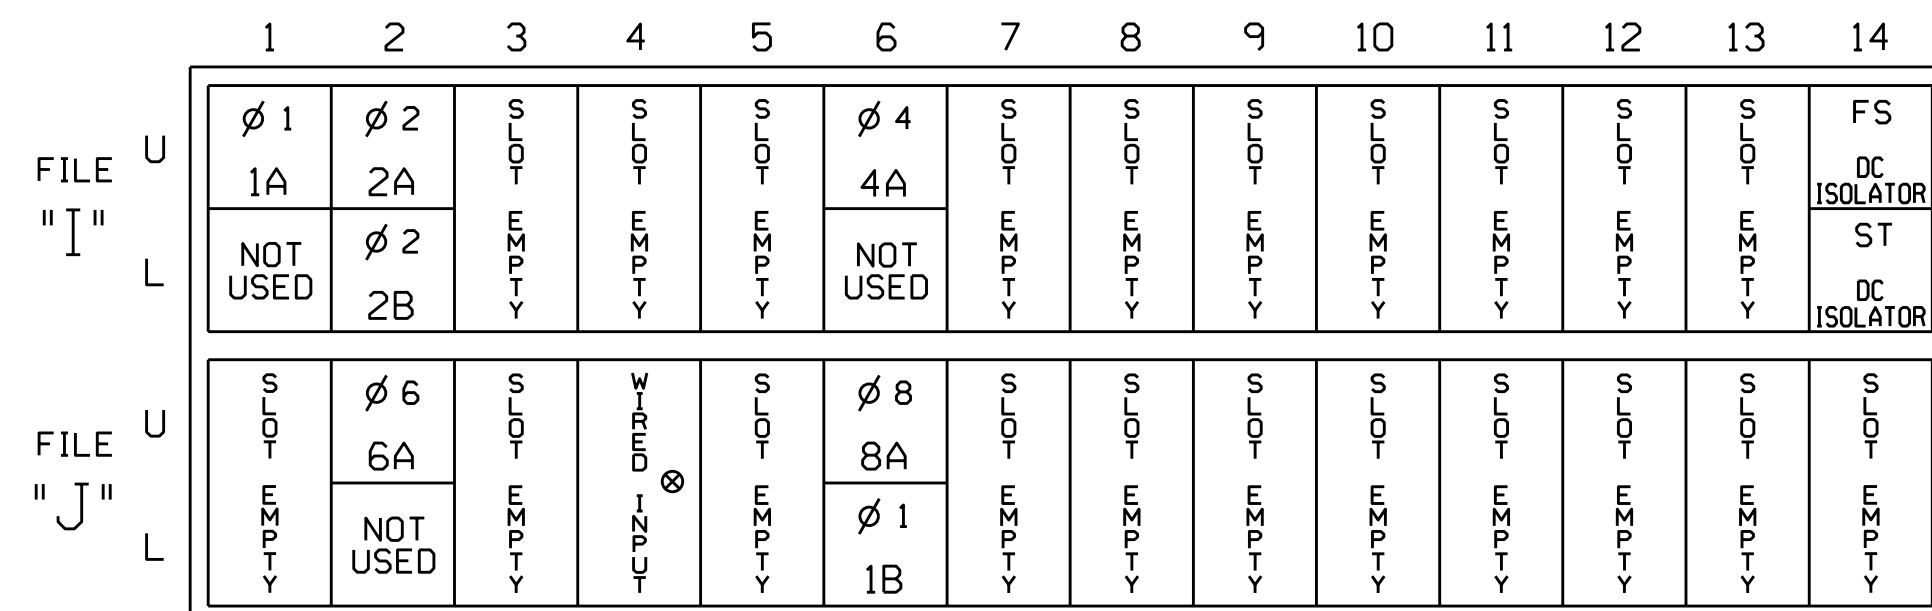 1 2 3 4 5 6 7 8 9 10 11 12 13 14
FILE "I"
U
L
Ø 1
1A
NOT
USED
Ø 2
2A
Ø 2
2B
SLOT EMPTY
SLOT EMPTY
SLOT EMPTY
Ø 4
4A
NOT
USED
SLOT EMPTY
SLOT EMPTY
SLOT EMPTY
SLOT EMPTY
SLOT EMPTY
SLOT EMPTY
SLOT EMPTY
FS
DC
ISOLATOR
ST
DC
ISOLATOR
FILE "J"
U
L
SLOT EMPTY
Ø 6
6A
NOT
USED
SLOT EMPTY
WIRED INPUT
⊗
SLOT EMPTY
Ø 8
8A
Ø 1
1B
SLOT EMPTY
SLOT EMPTY
SLOT EMPTY
SLOT EMPTY
SLOT EMPTY
SLOT EMPTY
SLOT EMPTY
SLOT EMPTY